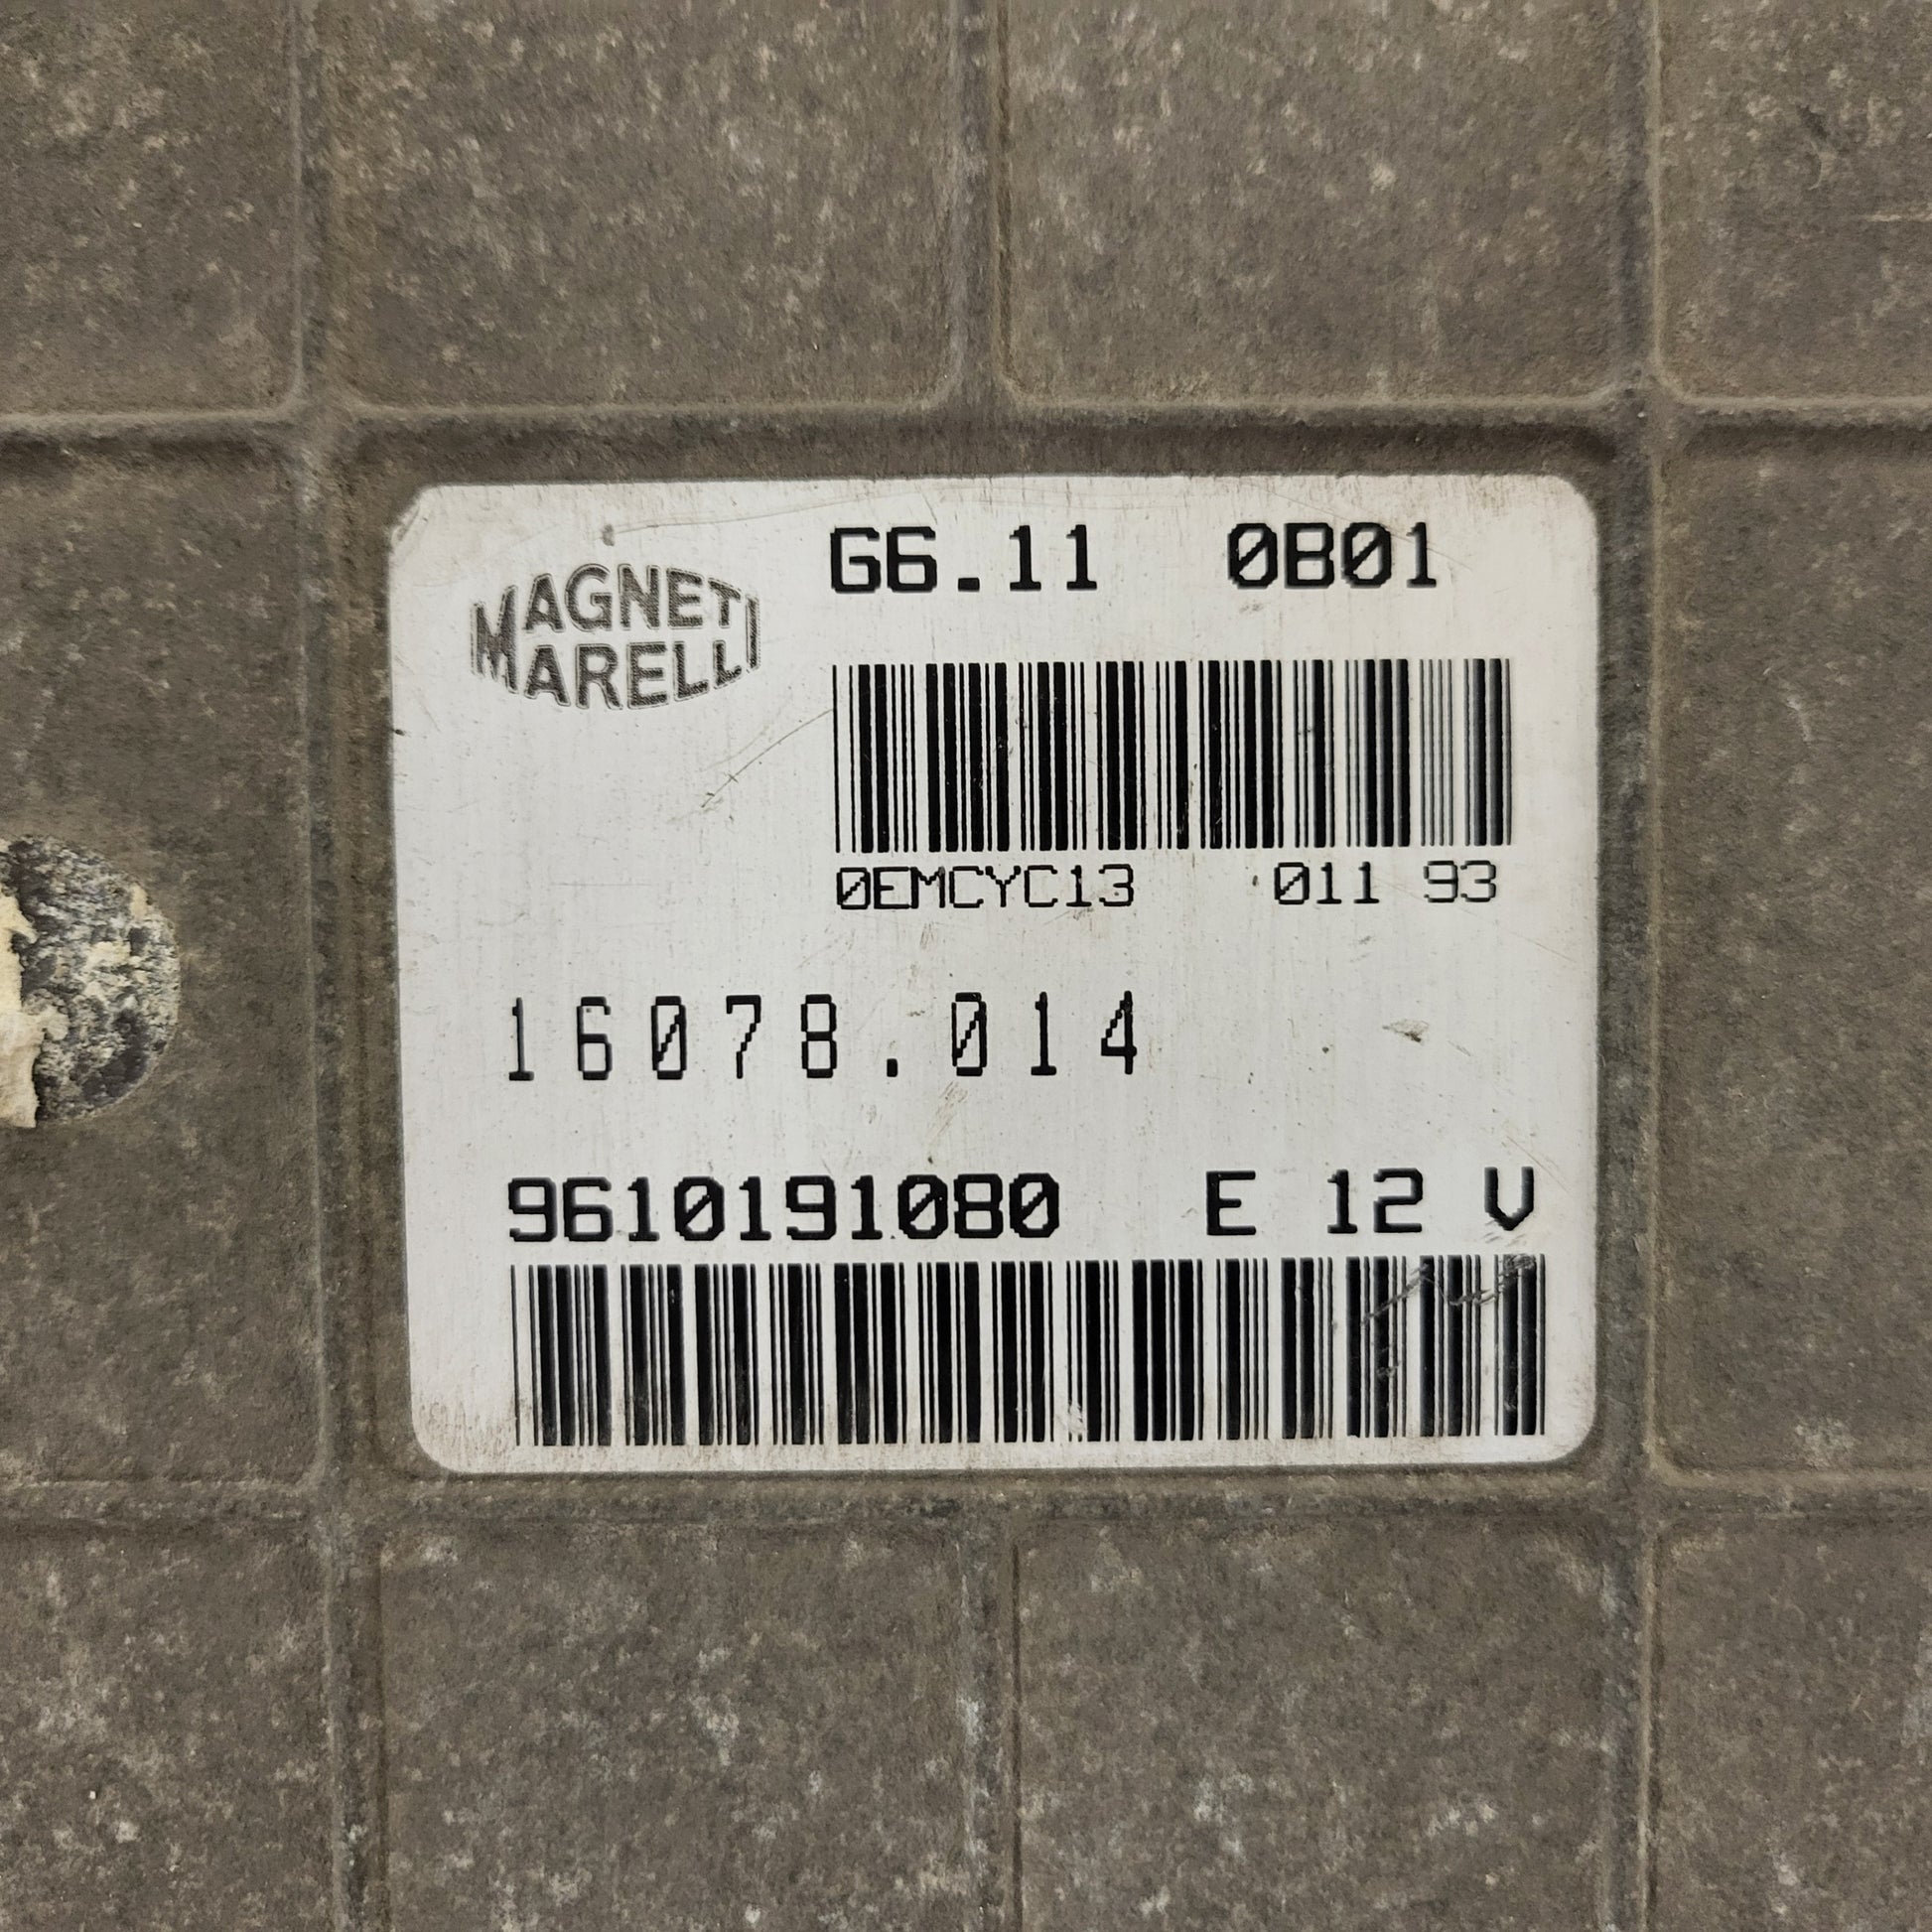 MAGNETI
MARELLI
G6.11 0B01
0EMCYC13 011 93
16078.014
9610191080 E 12 V